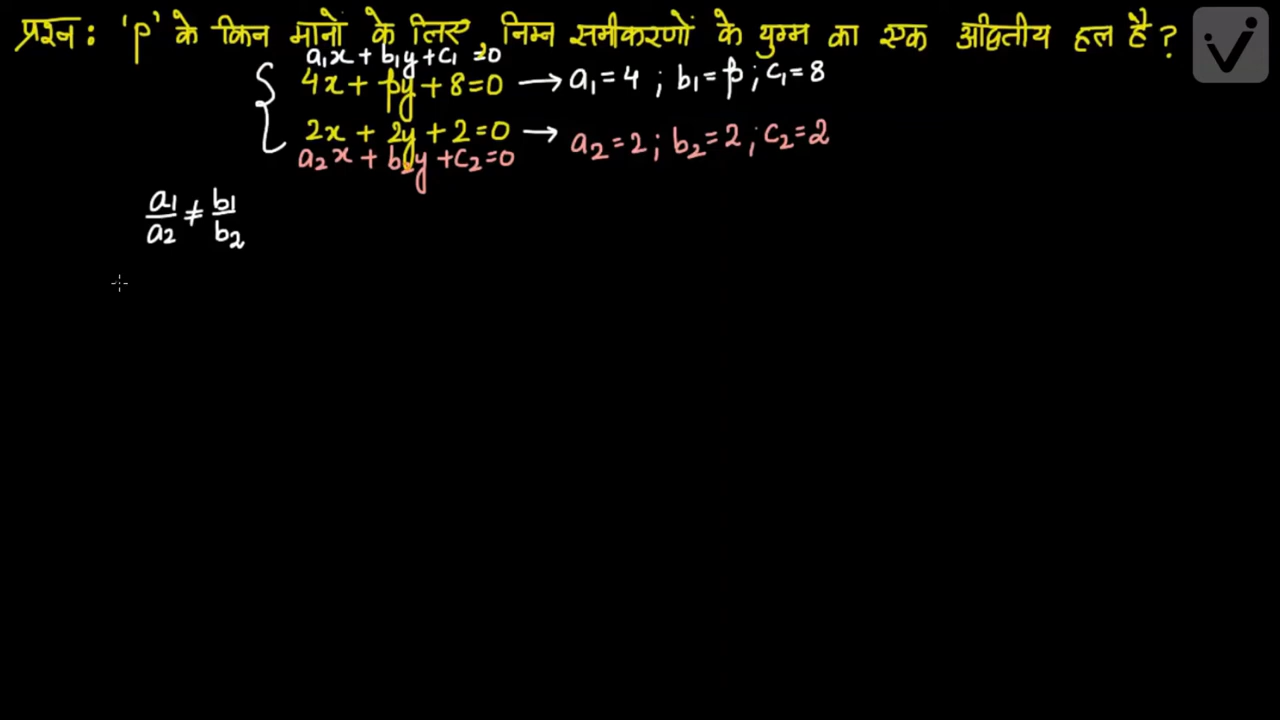 प्रश्न : 'p' के किन मानो के लिए, निम्न समीकरणों के युग्म का एक अद्वितीय हल है ?
a₁x + b₁y + c₁ = 0
4x + py + 8 = 0 → a₁ = 4 ; b₁ = p ; c₁ = 8
2x + 2y + 2 = 0 → a₂ = 2 ; b₂ = 2 ; c₂ = 2
a₂x + b₂y + c₂ = 0
a₁/a₂ ≠ b₁/b₂